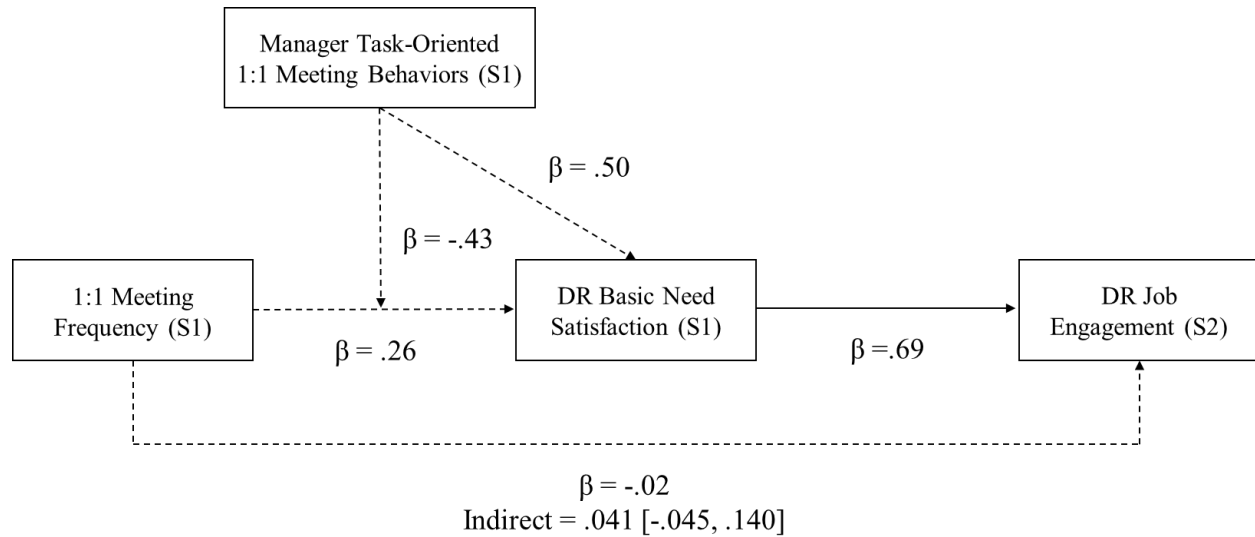 Manager Task-Oriented
1:1 Meeting Behaviors (S1)
β = .50
β = -.43
1:1 Meeting
Frequency (S1)
DR Basic Need
Satisfaction (S1)
DR Job
Engagement (S2)
β = .26
β =.69
β = -.02
Indirect = .041 [-.045, .140]